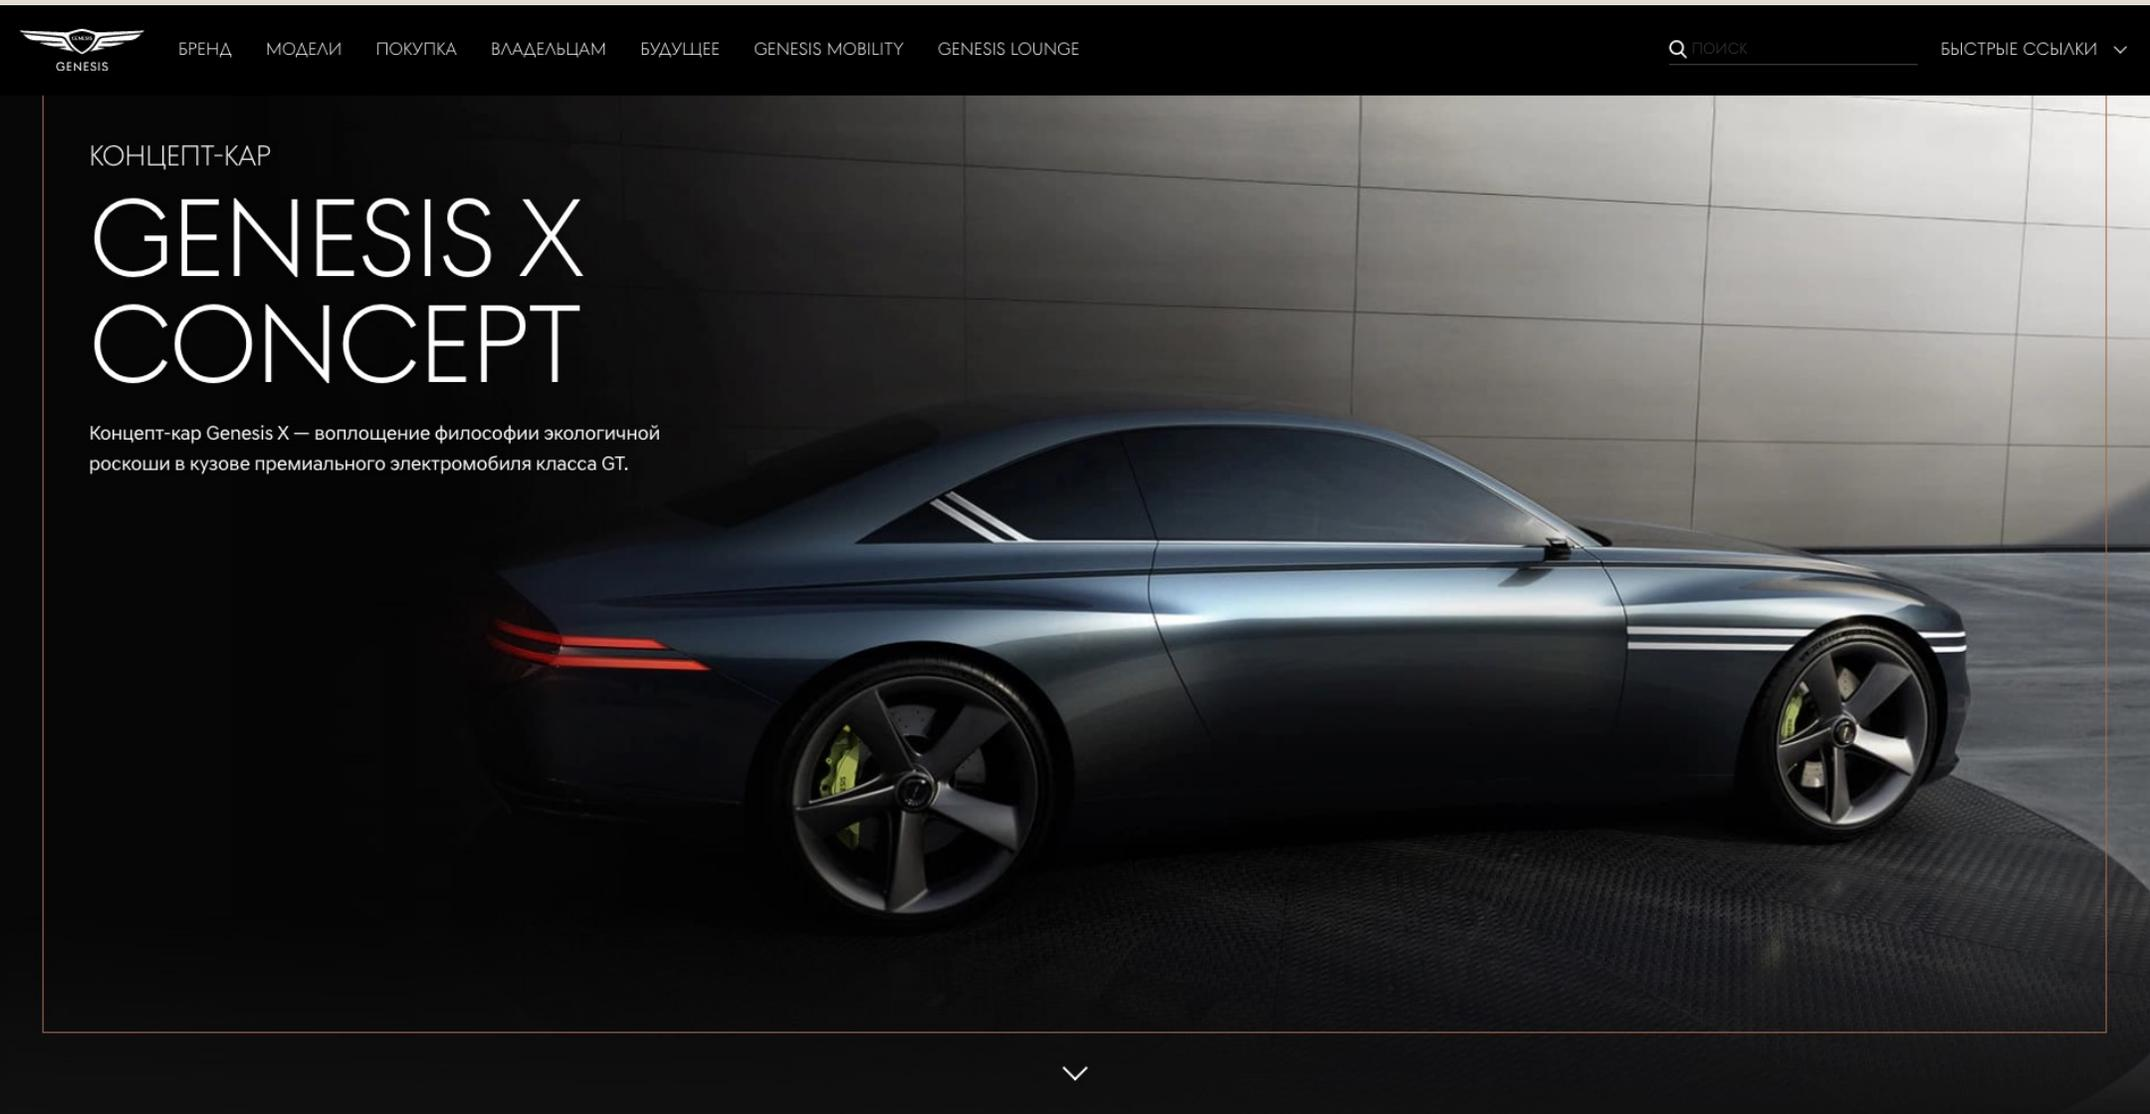 GENESIS
GENESIS
БРЕНД
МОДЕЛИ
ПОКУПКА
ВЛАДЕЛЬЦАМ
БУДУЩЕЕ
GENESIS MOBILITY
GENESIS LOUNGE
ПОИСК
БЫСТРЫЕ ССЫЛКИ
КОНЦЕПТ-КАР
GENESIS X
CONCEPT
Концепт-кар Genesis X — воплощение философии экологичной
роскоши в кузове премиального электромобиля класса GT.